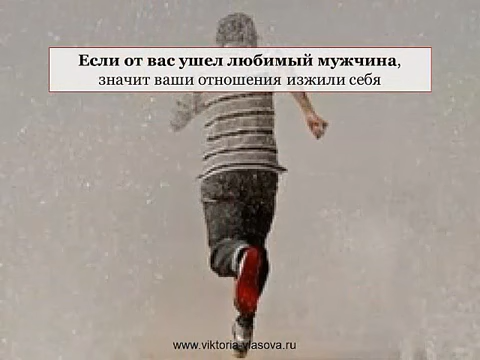 Если от вас ушел любимый мужчина,
значит ваши отношения изжили себя
www.viktoria-vlasova.ru